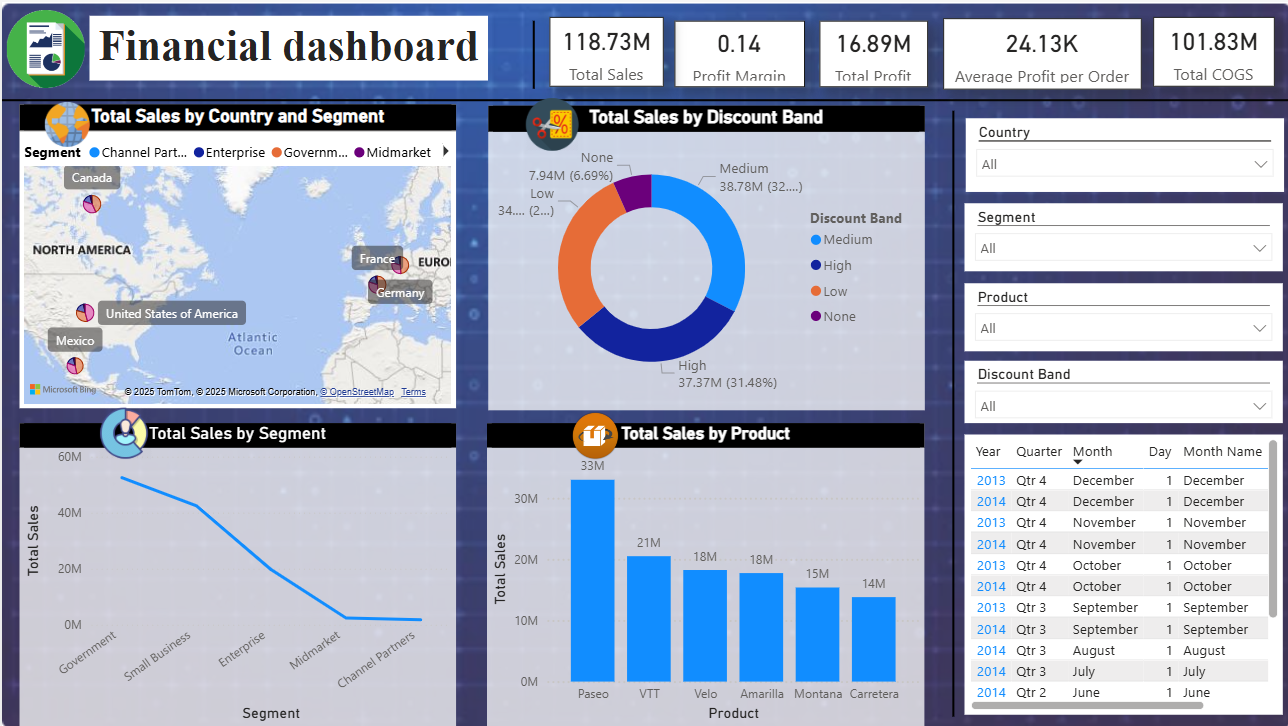 Financial dashboard
118.73M
Total Sales
0.14
Profit Margin
16.89M
Total Profit
24.13K
Average Profit per Order
101.83M
Total COGS
Total Sales by Country and Segment
Segment Channel Part... Enterprise Governm... Midmarket
Canada
NORTH AMERICA
France
EURO
Germany
United States of America
Mexico
Atlantic
Ocean
Microsoft Bing
© 2025 TomTom, © 2025 Microsoft Corporation, © OpenStreetMap Terms
Total Sales by Discount Band
None
7.94M (6.69%)
Low
34.... (2...)
Medium
38.78M (32....)
High
37.37M (31.48%)
Discount Band
Medium
High
Low
None
Total Sales by Segment
Total Sales
60M
40M
20M
0M
Government
Small Business
Enterprise
Midmarket
Channel Partners
Segment
Total Sales by Product
Total Sales
30M
20M
10M
0M
33M
21M
18M
18M
15M
14M
Paseo VTT Velo Amarilla Montana Carretera
Product
Country
All
Segment
All
Product
All
Discount Band
All
Year Quarter Month Day Month Name
2013 Qtr 4 December 1 December
2014 Qtr 4 December 1 December
2013 Qtr 4 November 1 November
2014 Qtr 4 November 1 November
2013 Qtr 4 October 1 October
2014 Qtr 4 October 1 October
2013 Qtr 3 September 1 September
2014 Qtr 3 September 1 September
2014 Qtr 3 August 1 August
2014 Qtr 3 July 1 July
2014 Qtr 2 June 1 June